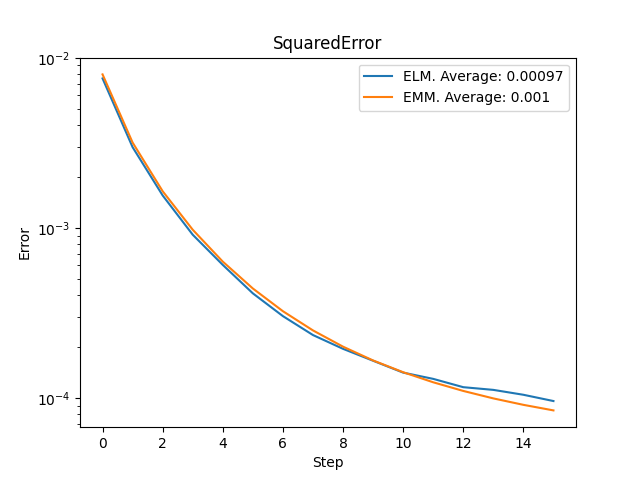 SquaredError
10⁻²
10⁻³
10⁻⁴
Error
ELM. Average: 0.00097
EMM. Average: 0.001
0 2 4 6 8 10 12 14
Step